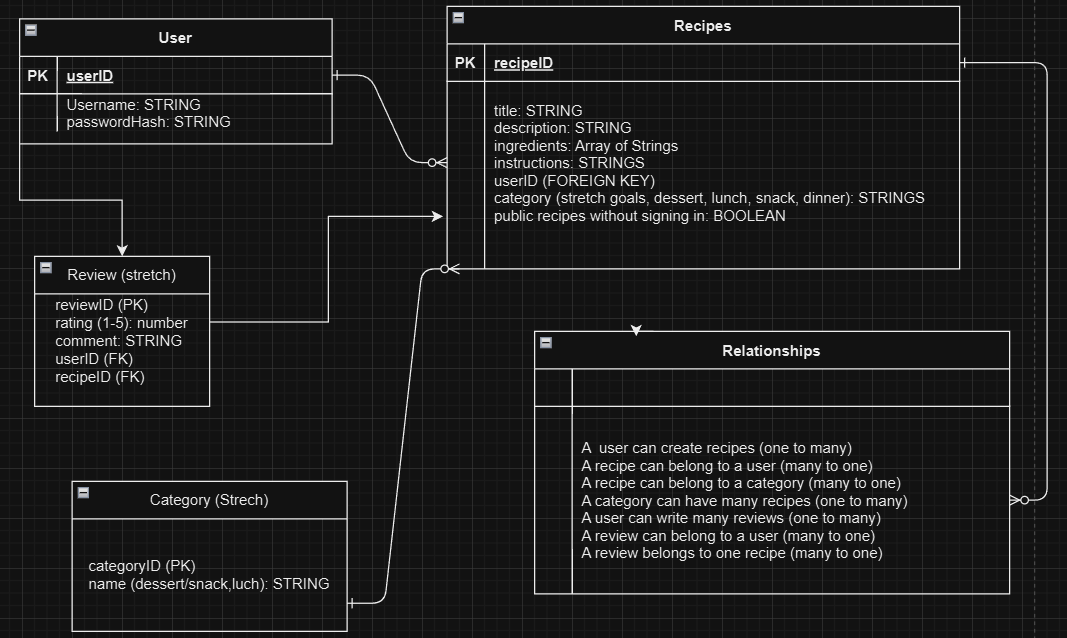 User
PK userID
Username: STRING
passwordHash: STRING
Recipes
PK recipeID
title: STRING
description: STRING
ingredients: Array of Strings
instructions: STRINGS
userID (FOREIGN KEY)
category (stretch goals, dessert, lunch, snack, dinner): STRINGS
public recipes without signing in: BOOLEAN
Review (stretch)
reviewID (PK)
rating (1-5): number
comment: STRING
userID (FK)
recipeID (FK)
Relationships
A user can create recipes (one to many)
A recipe can belong to a user (many to one)
A recipe can belong to a category (many to one)
A category can have many recipes (one to many)
A user can write many reviews (one to many)
A review can belong to a user (many to one)
A review belongs to one recipe (many to one)
Category (Strech)
categoryID (PK)
name (dessert/snack,luch): STRING